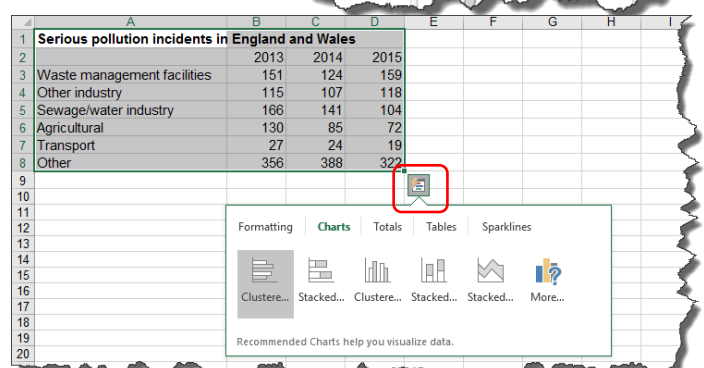 A B C D E F G H I
1 Serious pollution incidents in England and Wales
2 2013 2014 2015
3 Waste management facilities 151 124 159
4 Other industry 115 107 118
5 Sewage/water industry 166 141 104
6 Agricultural 130 85 72
7 Transport 27 24 19
8 Other 356 388 322
9
10
11
12
13
14
15
16
17
18
19
20
Formatting Charts Totals Tables Sparklines
Clustere... Stacked... Clustere... Stacked... Stacked... More...
Recommended Charts help you visualize data.